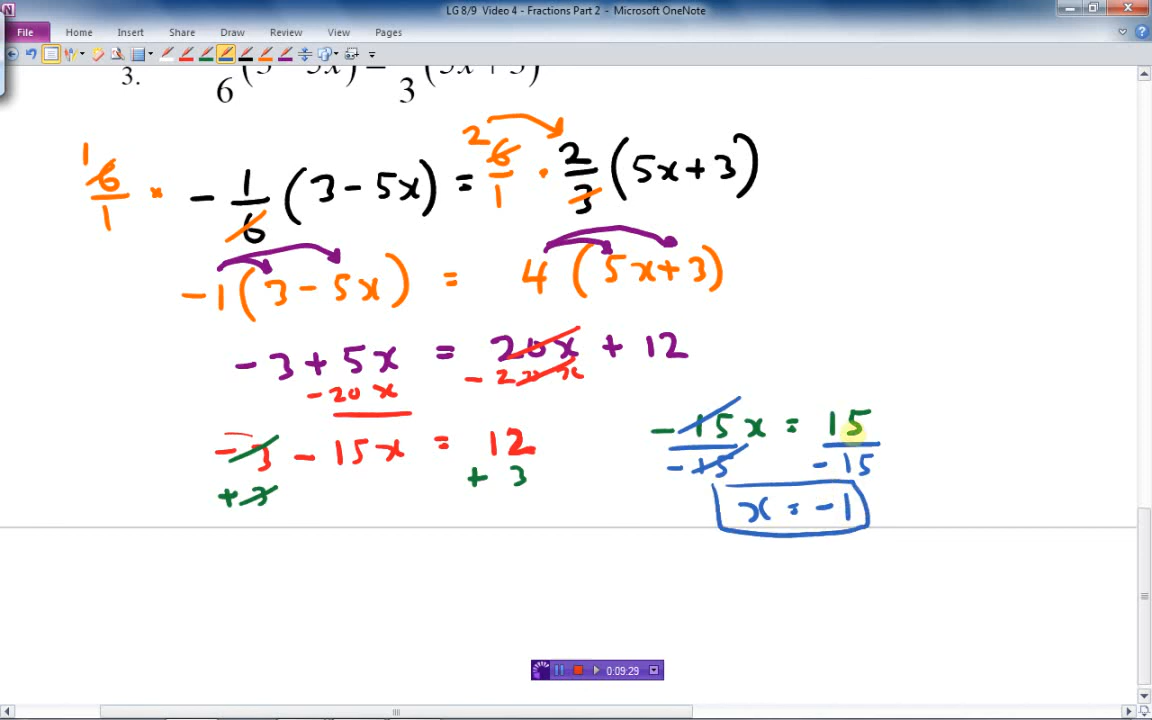 LG 8/9 Video 4 - Fractions Part 2 - Microsoft OneNote
File Home Insert Share Draw Review View Pages
3.
6 3
1 6/1 · - 1/6 (3 - 5x) = 2 6/1 · 2/3 (5x + 3)
-1 (3 - 5x) = 4 (5x + 3)
-3 + 5x = 20x + 12
-20x -20x
-3 - 15x = 12
+3 +3
-15x = 15
-15 -15
x = -1
0:09:29